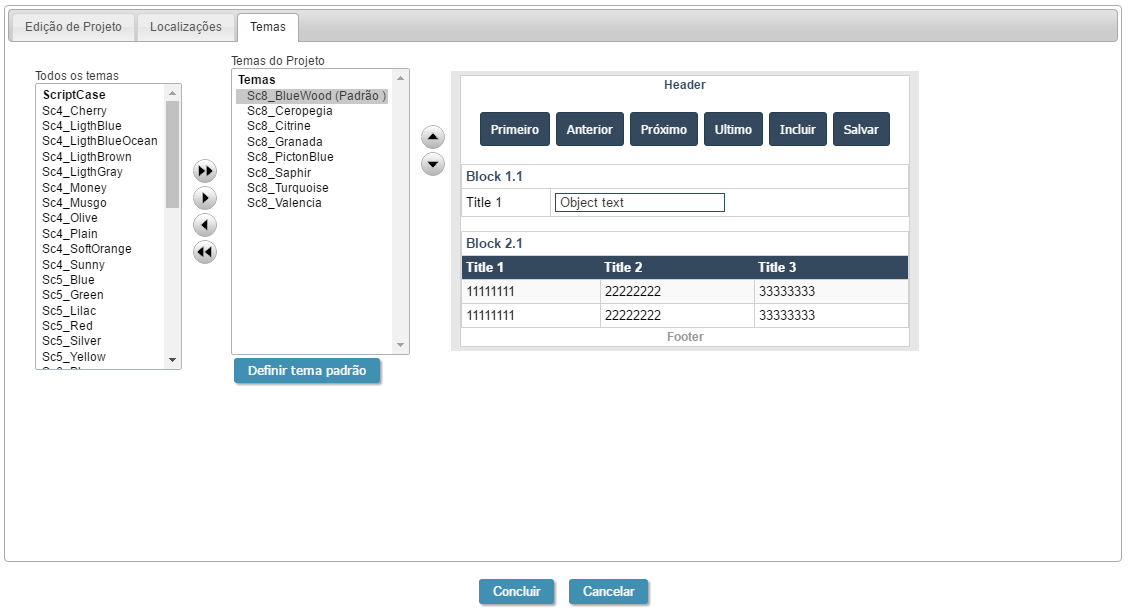 Edição de Projeto
Localizações
Temas
Todos os temas
ScriptCase
Sc4_Cherry
Sc4_LigthBlue
Sc4_LigthBlueOcean
Sc4_LigthBrown
Sc4_LigthGray
Sc4_Money
Sc4_Musgo
Sc4_Olive
Sc4_Plain
Sc4_SoftOrange
Sc4_Sunny
Sc5_Blue
Sc5_Green
Sc5_Lilac
Sc5_Red
Sc5_Silver
Sc5_Yellow
Temas do Projeto
Temas
Sc8_BlueWood (Padrão )
Sc8_Ceropegia
Sc8_Citrine
Sc8_Granada
Sc8_PictonBlue
Sc8_Saphir
Sc8_Turquoise
Sc8_Valencia
Definir tema padrão
Header
Primeiro Anterior Próximo Ultimo Incluir Salvar
Block 1.1
Title 1 Object text
Block 2.1
Title 1 Title 2 Title 3
11111111 22222222 33333333
11111111 22222222 33333333
Footer
Concluir Cancelar